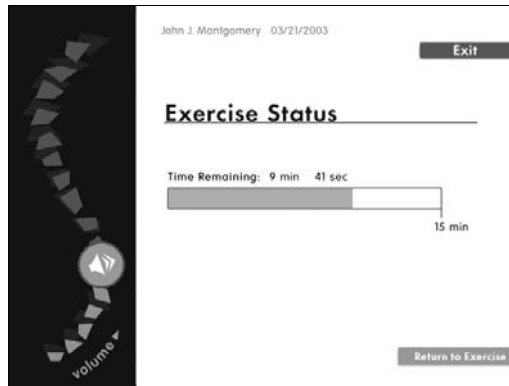 John J. Montgomery 03/21/2003
Exit
Exercise Status
Time Remaining: 9 min 41 sec
15 min
volume
Return to Exercise